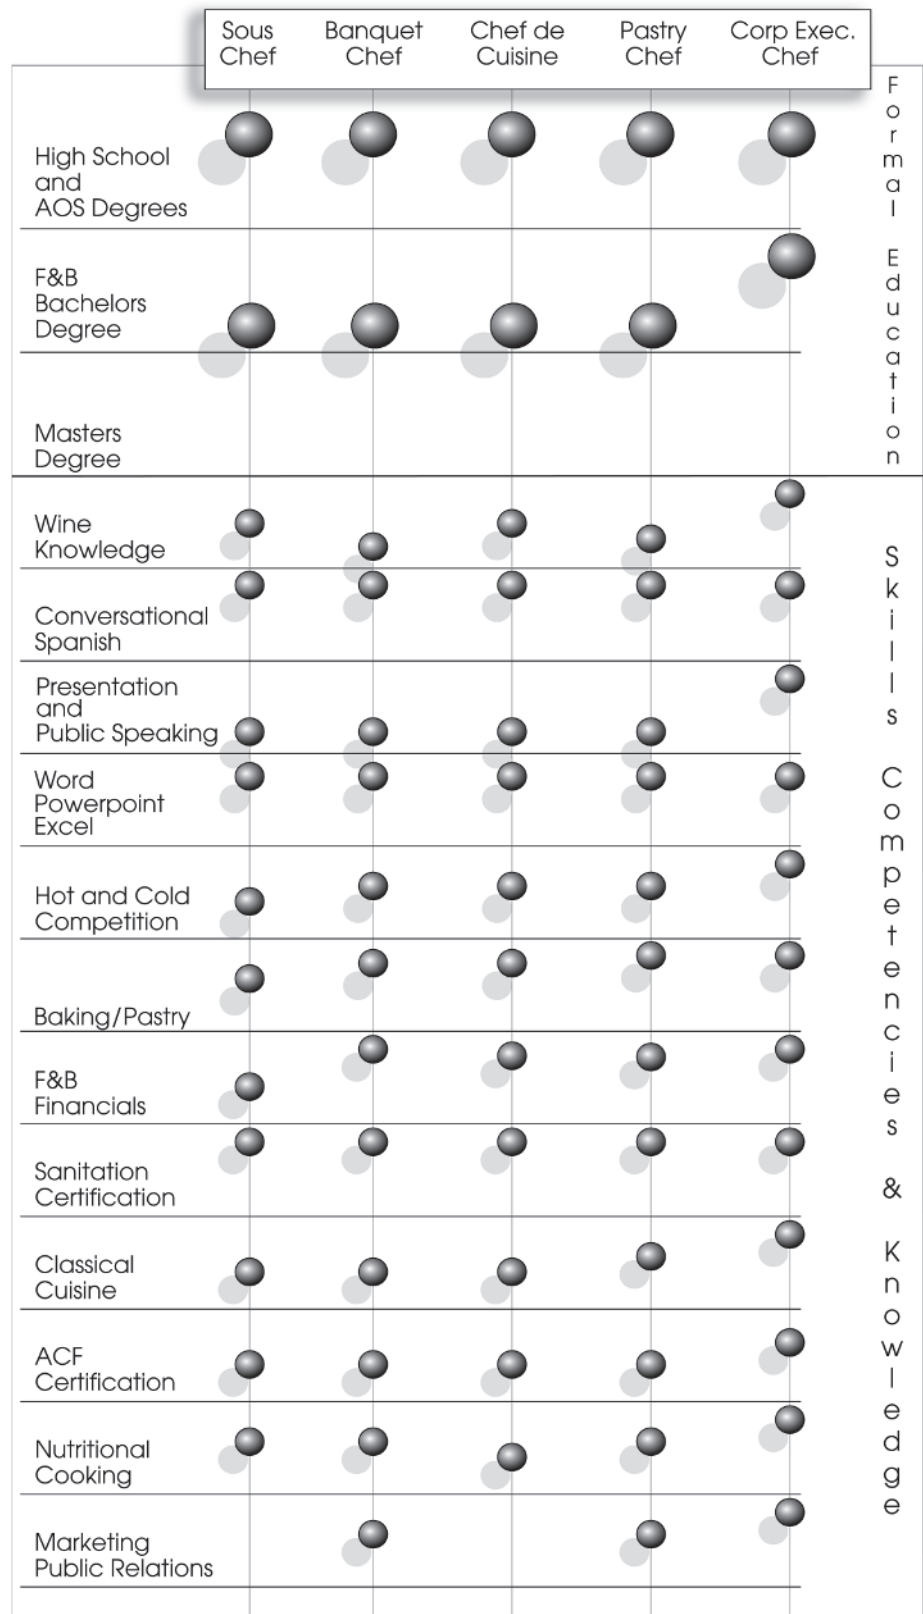 Sous Chef
Banquet Chef
Chef de Cuisine
Pastry Chef
Corp Exec. Chef
High School
and
AOS Degrees
F&B
Bachelors
Degree
Masters
Degree
Formal Education
Wine
Knowledge
Conversational
Spanish
Presentation
and
Public Speaking
Word
Powerpoint
Excel
Hot and Cold
Competition
Baking/Pastry
F&B
Financials
Sanitation
Certification
Classical
Cuisine
ACF
Certification
Nutritional
Cooking
Marketing
Public Relations
Skills Competencies & Knowledge